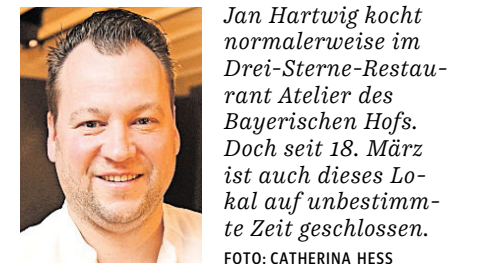 Jan Hartwig kocht
normalerweise im
Drei-Sterne-Restau-
rant Atelier des
Bayerischen Hofs.
Doch seit 18. März
ist auch dieses Lo-
kal auf unbestimm-
te Zeit geschlossen.
FOTO: CATHERINA HESS